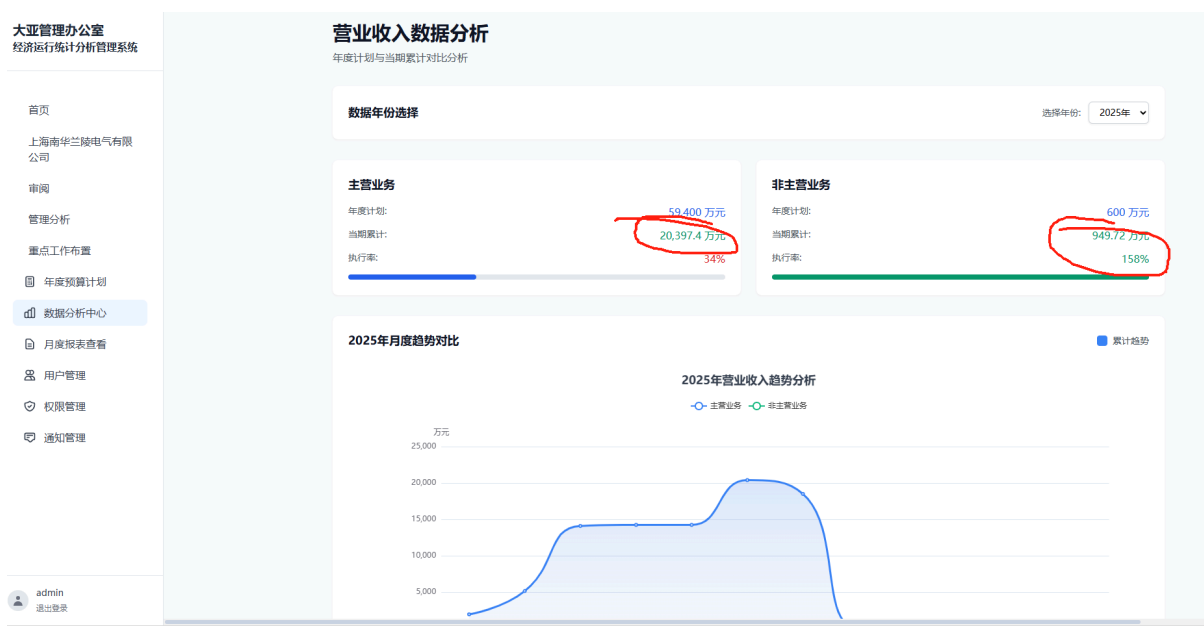 大亚管理办公室
经济运行统计分析管理系统
首页
上海南华兰陵电气有限
公司
审阅
管理分析
重点工作布置
年度预算计划
数据分析中心
月度报表查看
用户管理
权限管理
通知管理
admin
退出登录
营业收入数据分析
年度计划与当期累计对比分析
数据年份选择
选择年份: 2025年
主营业务
年度计划: 59,400 万元
当期累计: 20,397.4 万元
执行率: 34%
非主营业务
年度计划: 600 万元
当期累计: 949.72 万元
执行率: 158%
2025年月度趋势对比
累计趋势
2025年营业收入趋势分析
主营业务 非主营业务
万元
25,000
20,000
15,000
10,000
5,000